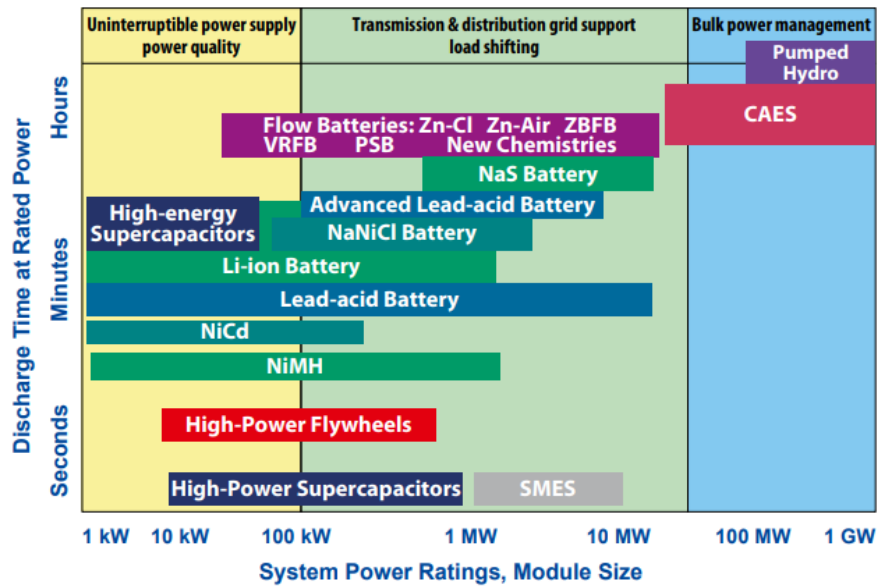 Uninterruptible power supply
power quality
Transmission & distribution grid support
load shifting
Bulk power management
Pumped
Hydro
CAES
Flow Batteries: Zn-Cl Zn-Air ZBFB
VRFB PSB New Chemistries
NaS Battery
Advanced Lead-acid Battery
High-energy
Supercapacitors
NaNiCl Battery
Li-ion Battery
Lead-acid Battery
NiCd
NiMH
High-Power Flywheels
High-Power Supercapacitors
SMES
Discharge Time at Rated Power
Hours
Minutes
Seconds
1 kW 10 kW 100 kW 1 MW 10 MW 100 MW 1 GW
System Power Ratings, Module Size